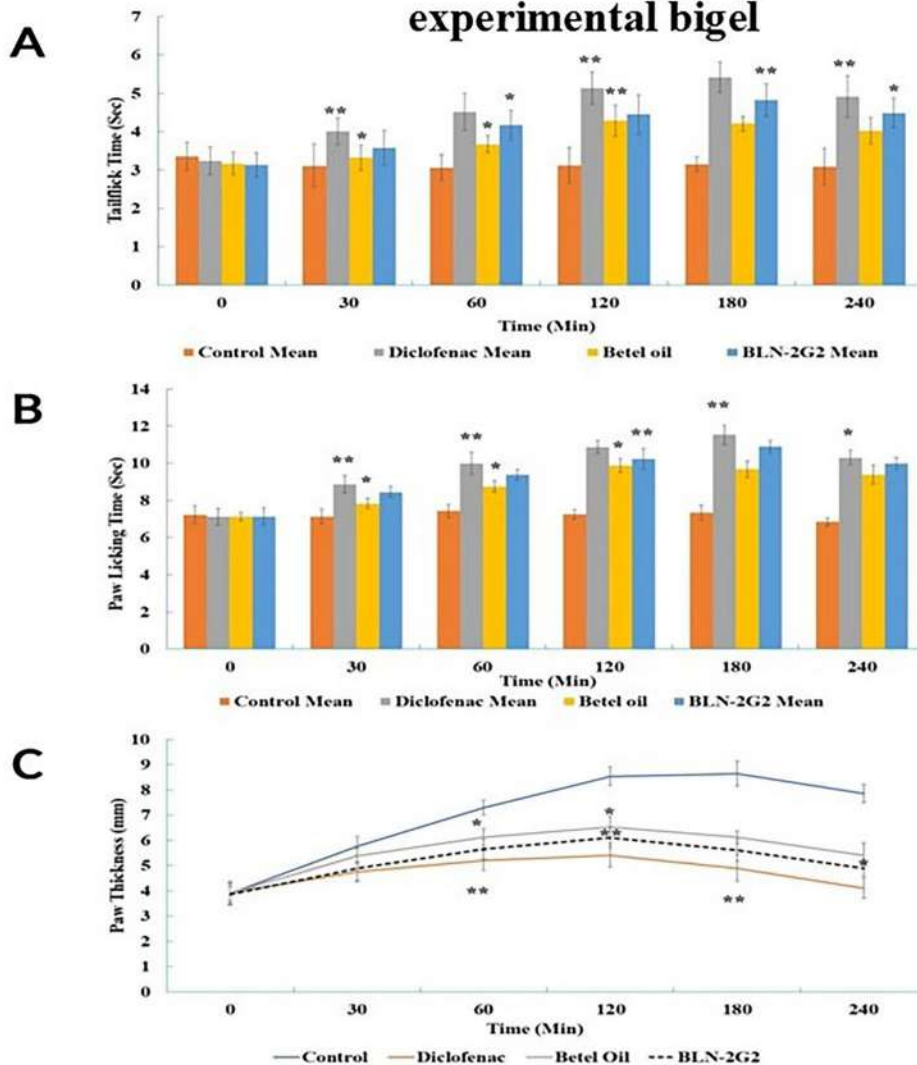 experimental bigel
A
Tailflick Time (Sec)
7
6
5
4
3
2
1
0
** * * * ** ** ** ** *
0 30 60 120 180 240
Time (Min)
Control Mean Diclofenac Mean Betel oil BLN-2G2 Mean
B
Paw Licking Time (Sec)
14
12
10
8
6
4
2
0
** * ** * * ** ** *
0 30 60 120 180 240
Time (Min)
Control Mean Diclofenac Mean Betel oil BLN-2G2 Mean
C
Paw Thickness (mm)
10
9
8
7
6
5
4
3
2
1
0
* ** * ** ** *
0 30 60 120 180 240
Time (Min)
Control Diclofenac Betel Oil BLN-2G2